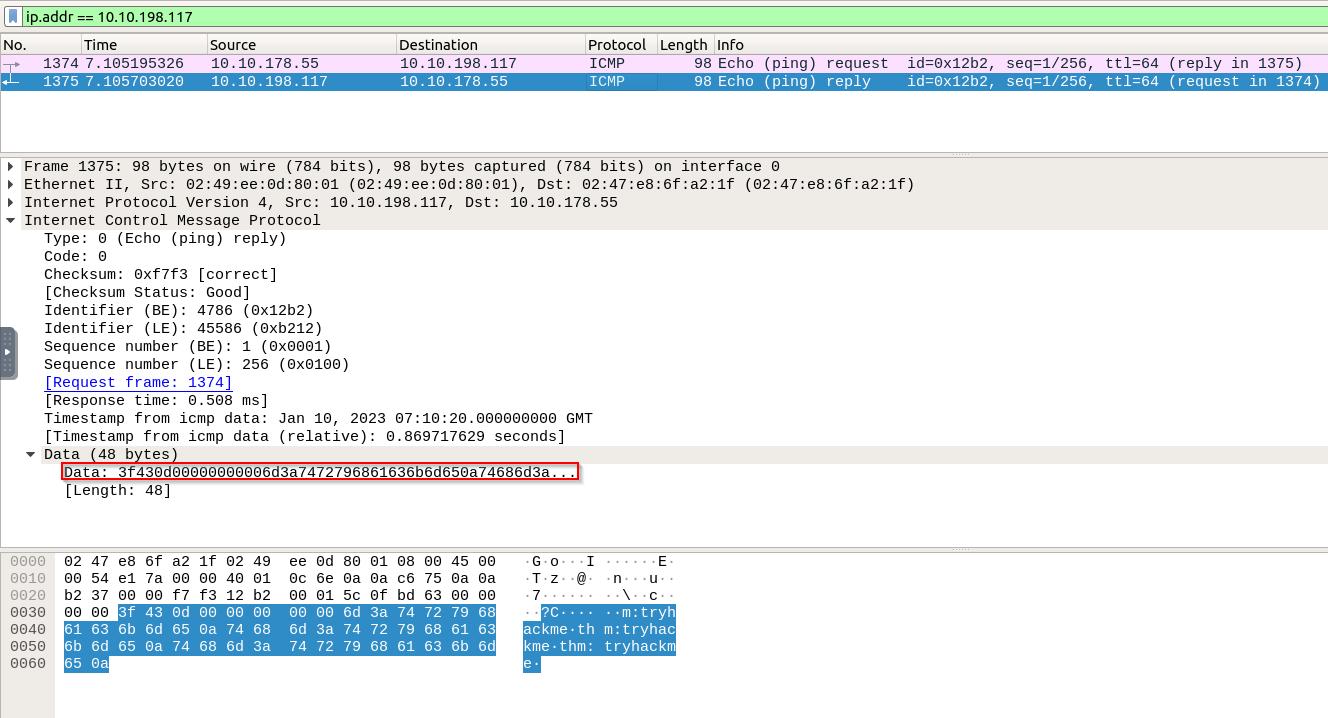 ip.addr == 10.10.198.117
No. Time Source Destination Protocol Length Info
1374 7.105195326 10.10.178.55 10.10.198.117 ICMP 98 Echo (ping) request id=0x12b2, seq=1/256, ttl=64 (reply in 1375)
1375 7.105703020 10.10.198.117 10.10.178.55 ICMP 98 Echo (ping) reply id=0x12b2, seq=1/256, ttl=64 (request in 1374)
Frame 1375: 98 bytes on wire (784 bits), 98 bytes captured (784 bits) on interface 0
Ethernet II, Src: 02:49:ee:0d:80:01 (02:49:ee:0d:80:01), Dst: 02:47:e8:6f:a2:1f (02:47:e8:6f:a2:1f)
Internet Protocol Version 4, Src: 10.10.198.117, Dst: 10.10.178.55
Internet Control Message Protocol
Type: 0 (Echo (ping) reply)
Code: 0
Checksum: 0xf7f3 [correct]
[Checksum Status: Good]
Identifier (BE): 4786 (0x12b2)
Identifier (LE): 45586 (0xb212)
Sequence number (BE): 1 (0x0001)
Sequence number (LE): 256 (0x0100)
[Request frame: 1374]
[Response time: 0.508 ms]
Timestamp from icmp data: Jan 10, 2023 07:10:20.000000000 GMT
[Timestamp from icmp data (relative): 0.869717629 seconds]
Data (48 bytes)
Data: 3f430d00000000006d3a7472796861636b6d650a74686d3a...
[Length: 48]
0000 02 47 e8 6f a2 1f 02 49 ee 0d 80 01 08 00 45 00 ·G·o···I ······E·
0010 00 54 e1 7a 00 00 40 01 0c 6e 0a 0a c6 75 0a 0a ·T·z··@· ·n···u··
0020 b2 37 00 00 f7 f3 12 b2 00 01 5c 0f bd 63 00 00 ·7······ ··\··c··
0030 00 00 3f 43 0d 00 00 00 00 00 6d 3a 74 72 79 68 ··?C···· ··m:tryh
0040 61 63 6b 6d 65 0a 74 68 6d 3a 74 72 79 68 61 63 ackme·th m:tryhac
0050 6b 6d 65 0a 74 68 6d 3a 74 72 79 68 61 63 6b 6d kme·thm: tryhackm
0060 65 0a e·